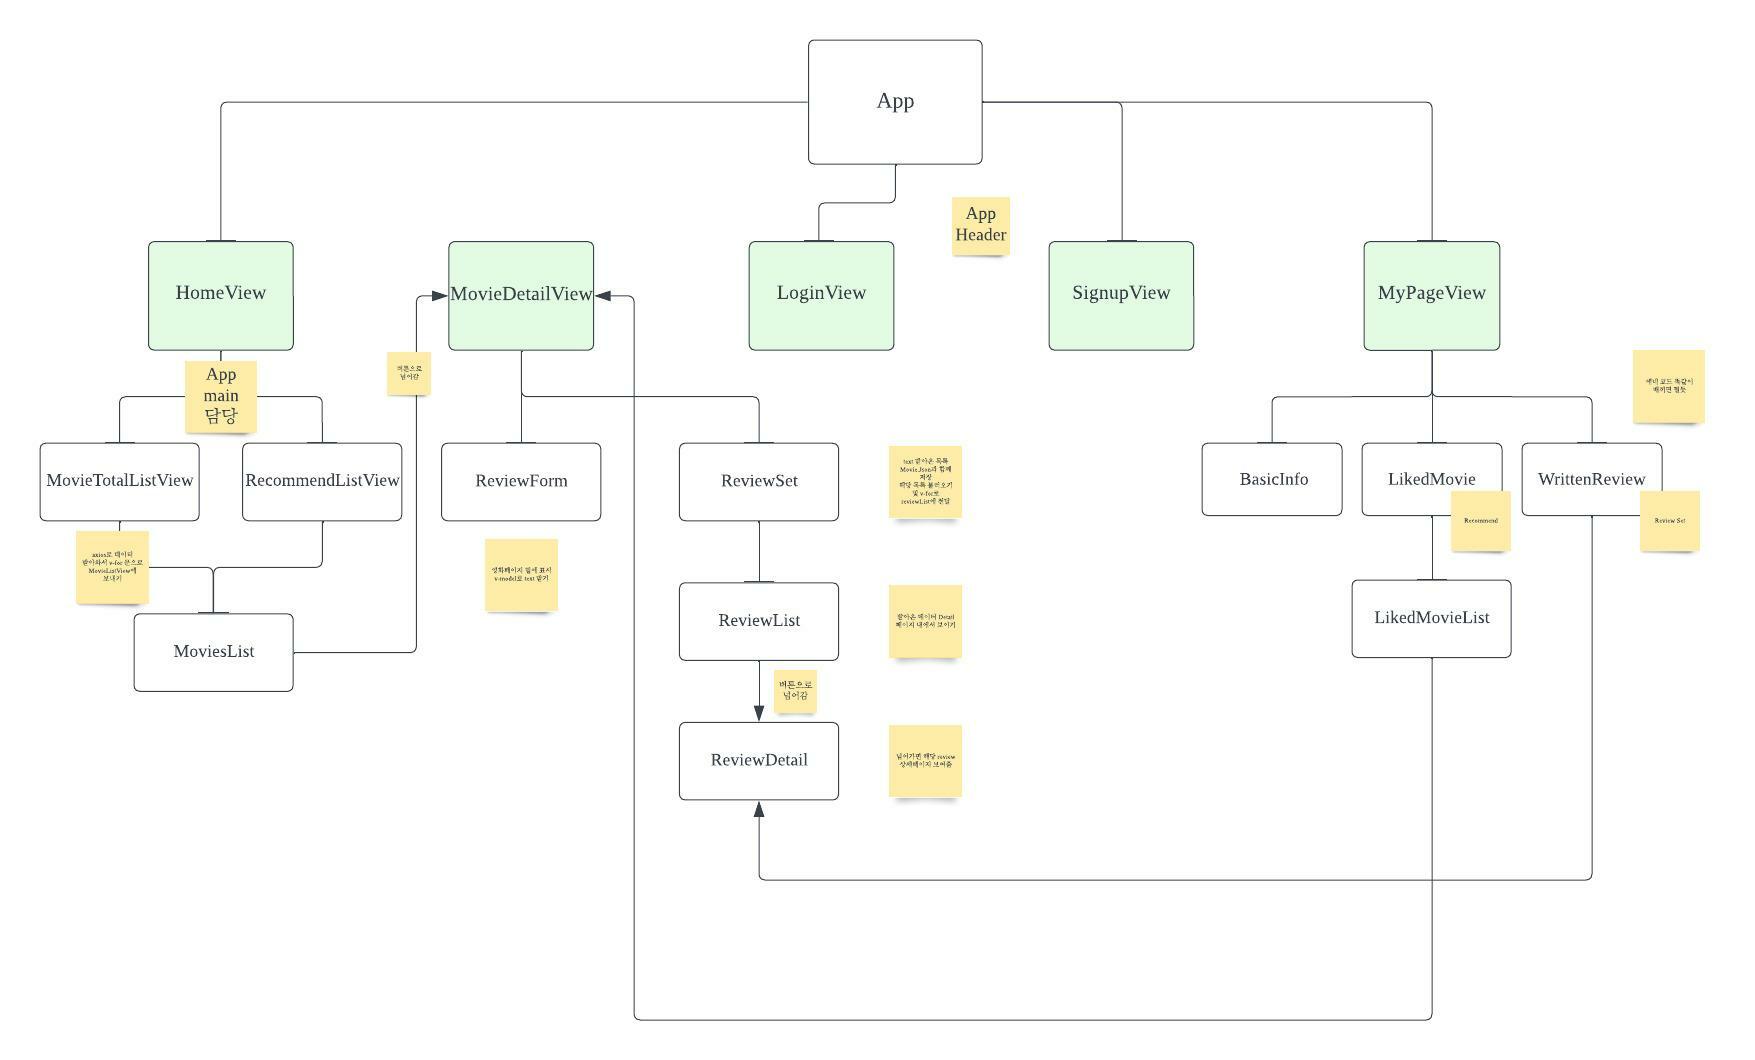 App
App
Header
HomeView
MovieDetailView
LoginView
SignupView
MyPageView
App
main
담당
버튼으로
넘어감
에비 코드 똑같이
배끼면 될듯
MovieTotalListView
RecommendListView
ReviewForm
ReviewSet
text 받아온 목록
Movie.Json과 함께
저장
해당 목록 불러오기
및 v-for로
reviewList에 전달
BasicInfo
LikedMovie
WrittenReview
Recommend
Review Set
axios로 데이터
받아와서 v-for 문으로
MovieListView에
보내기
영화페이지 밑에 표시
v-model로 text 받기
MoviesList
ReviewList
받아온 데이터 Detail
페이지 내에서 보이기
LikedMovieList
버튼으로
넘어감
ReviewDetail
넘어가면 해당 review
상세페이지 보여줌